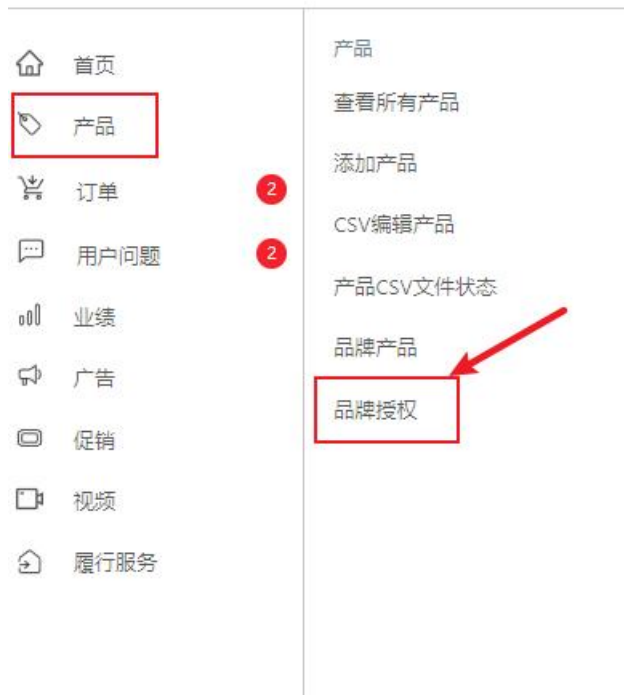 首页
产品
订单
2
用户问题
2
业绩
广告
促销
视频
履行服务
产品
查看所有产品
添加产品
CSV编辑产品
产品CSV文件状态
品牌产品
品牌授权